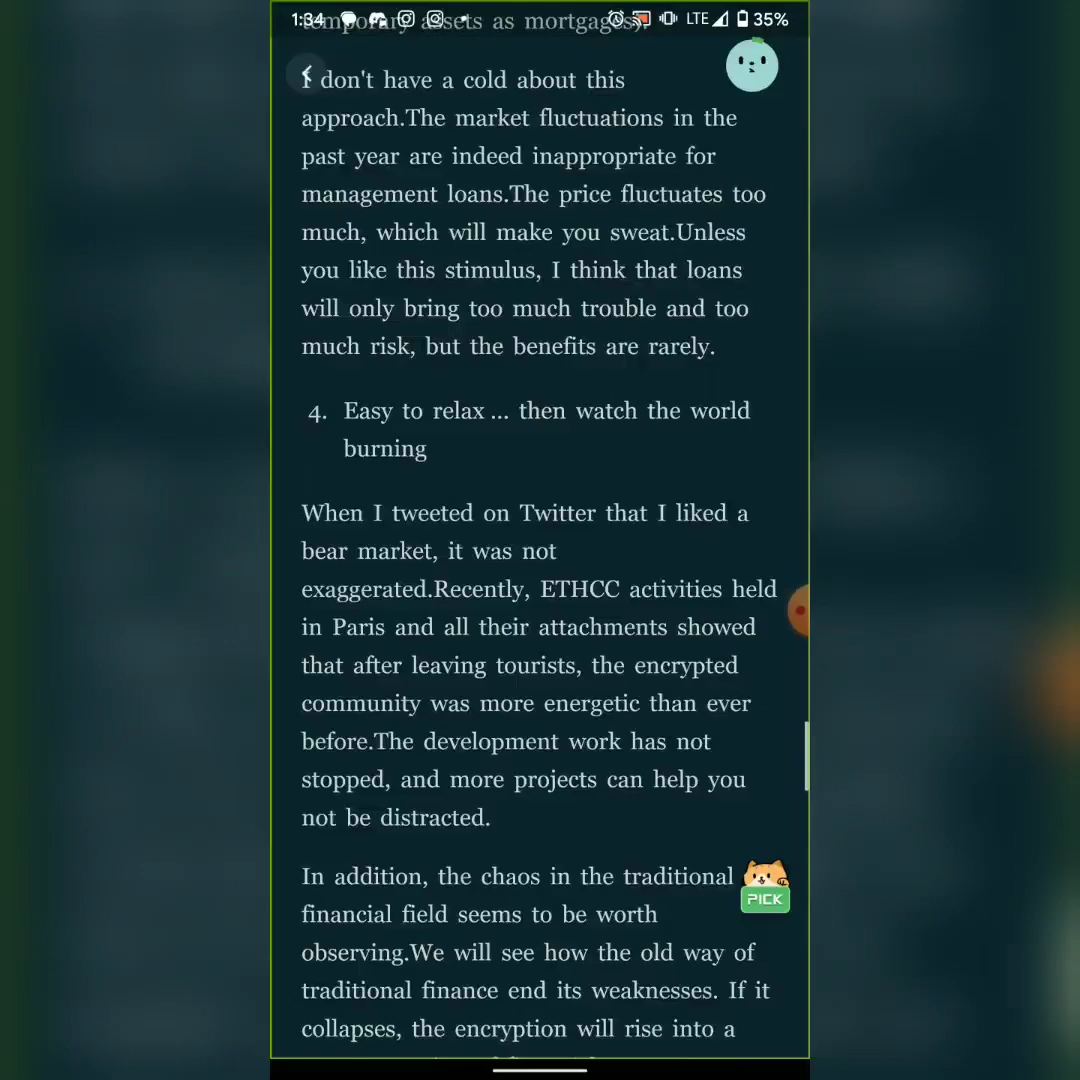 1:34 LTE 35%
temporary assets as mortgages).
I don't have a cold about this
approach.The market fluctuations in the
past year are indeed inappropriate for
management loans.The price fluctuates too
much, which will make you sweat.Unless
you like this stimulus, I think that loans
will only bring too much trouble and too
much risk, but the benefits are rarely.
4. Easy to relax ... then watch the world
burning
When I tweeted on Twitter that I liked a
bear market, it was not
exaggerated.Recently, ETHCC activities held
in Paris and all their attachments showed
that after leaving tourists, the encrypted
community was more energetic than ever
before.The development work has not
stopped, and more projects can help you
not be distracted.
In addition, the chaos in the traditional
PICK
financial field seems to be worth
observing.We will see how the old way of
traditional finance end its weaknesses. If it
collapses, the encryption will rise into a